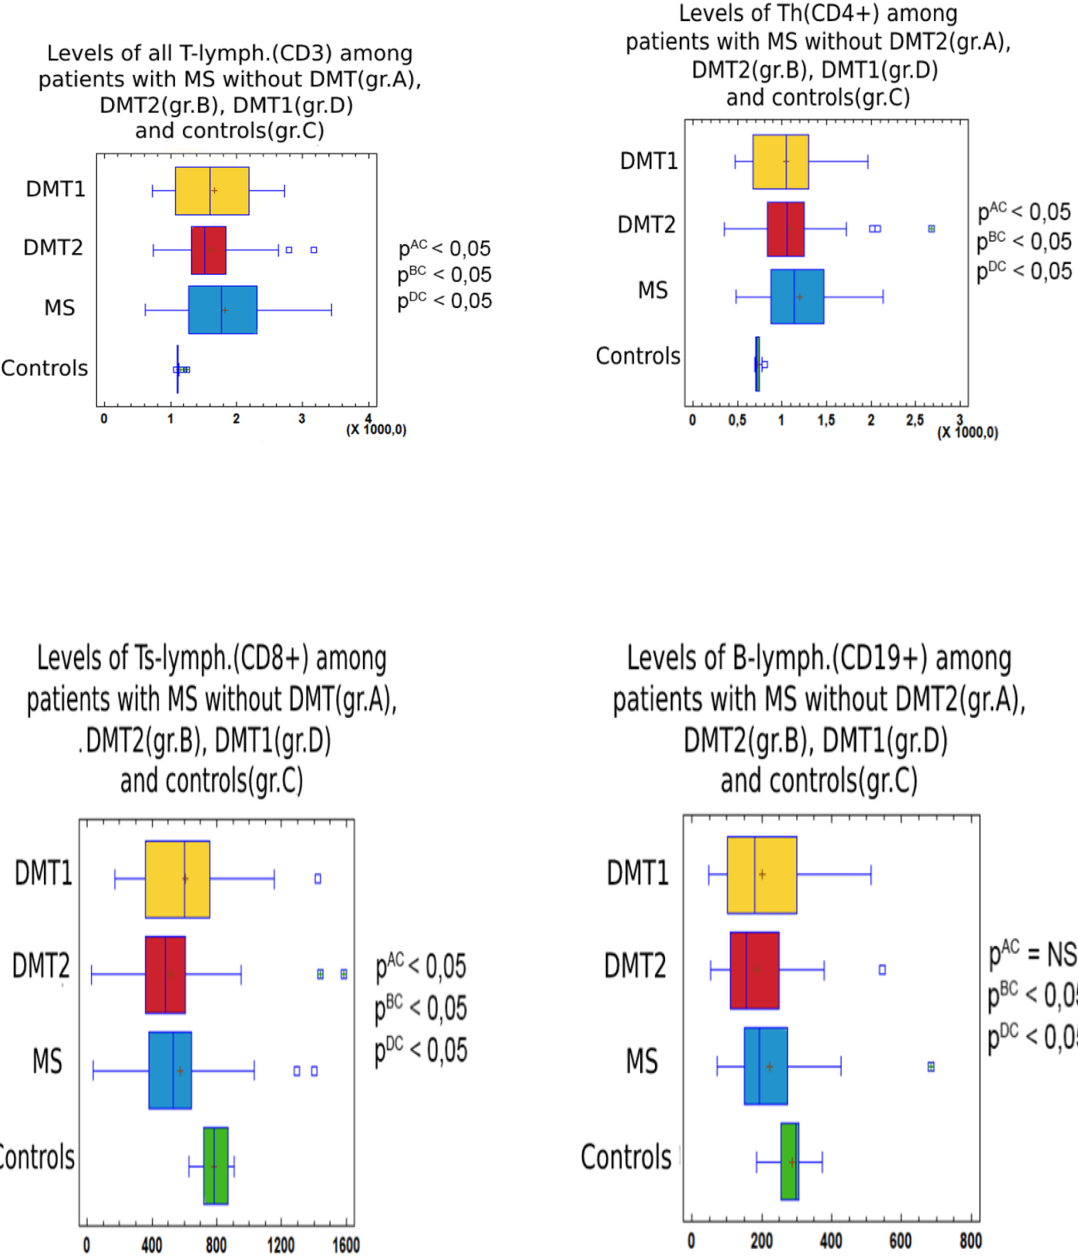 Levels of all T-lymph.(CD3) among
patients with MS without DMT(gr.A),
DMT2(gr.B), DMT1(gr.D)
and controls(gr.C)
DMT1
DMT2
MS
Controls
pAC < 0,05
pBC < 0,05
pDC < 0,05
0 1 2 3 4
(X 1000,0)
Levels of Th(CD4+) among
patients with MS without DMT2(gr.A),
DMT2(gr.B), DMT1(gr.D)
and controls(gr.C)
DMT1
DMT2
MS
Controls
pAC < 0,05
pBC < 0,05
pDC < 0,05
0 0,5 1 1,5 2 2,5 3
(X 1000,0)
Levels of Ts-lymph.(CD8+) among
patients with MS without DMT(gr.A),
.DMT2(gr.B), DMT1(gr.D)
and controls(gr.C)
DMT1
DMT2
MS
Controls
pAC < 0,05
pBC < 0,05
pDC < 0,05
0 400 800 1200 1600
Levels of B-lymph.(CD19+) among
patients with MS without DMT2(gr.A),
DMT2(gr.B), DMT1(gr.D)
and controls(gr.C)
DMT1
DMT2
MS
Controls
pAC = NS
pBC < 0,05
pDC < 0,05
0 200 400 600 800